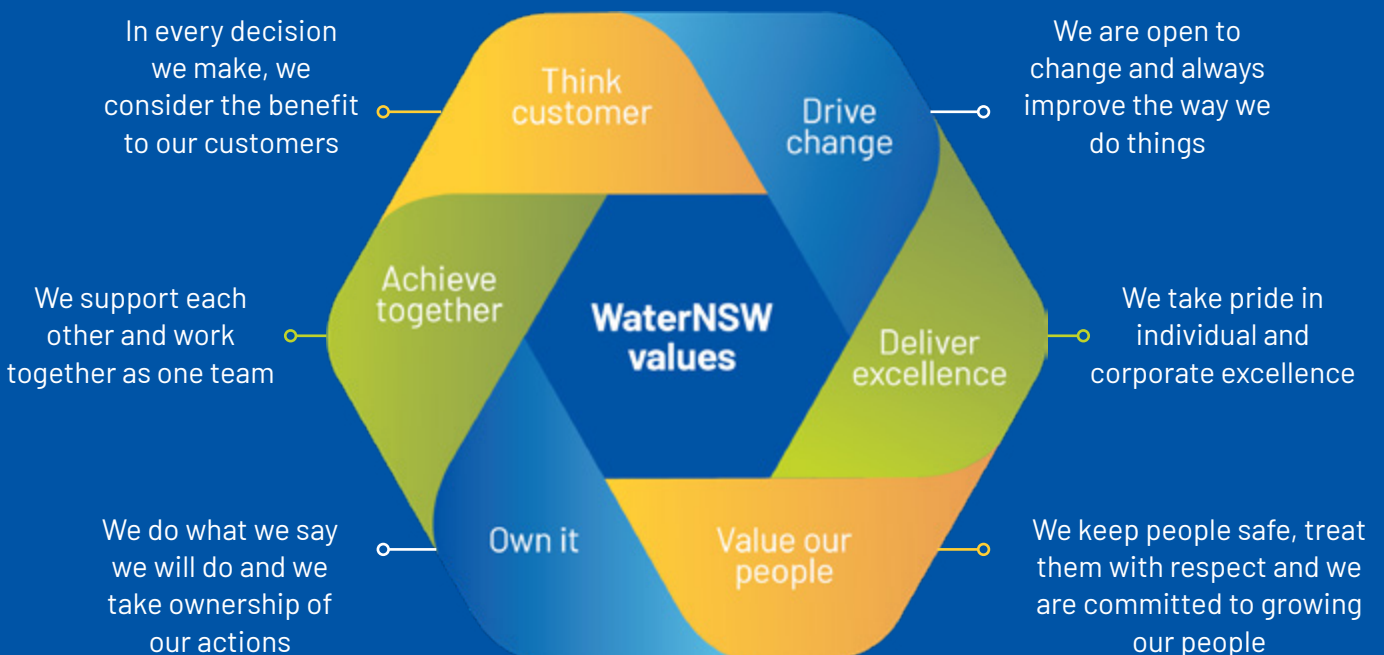 In every decision
we make, we
consider the benefit
to our customers
Think
customer
Drive
change
We are open to
change and always
improve the way we
do things
We support each
other and work
together as one team
Achieve
together
WaterNSW
values
Deliver
excellence
We take pride in
individual and
corporate excellence
We do what we say
we will do and we
take ownership of
our actions
Own it
Value our
people
We keep people safe, treat
them with respect and we
are committed to growing
our people